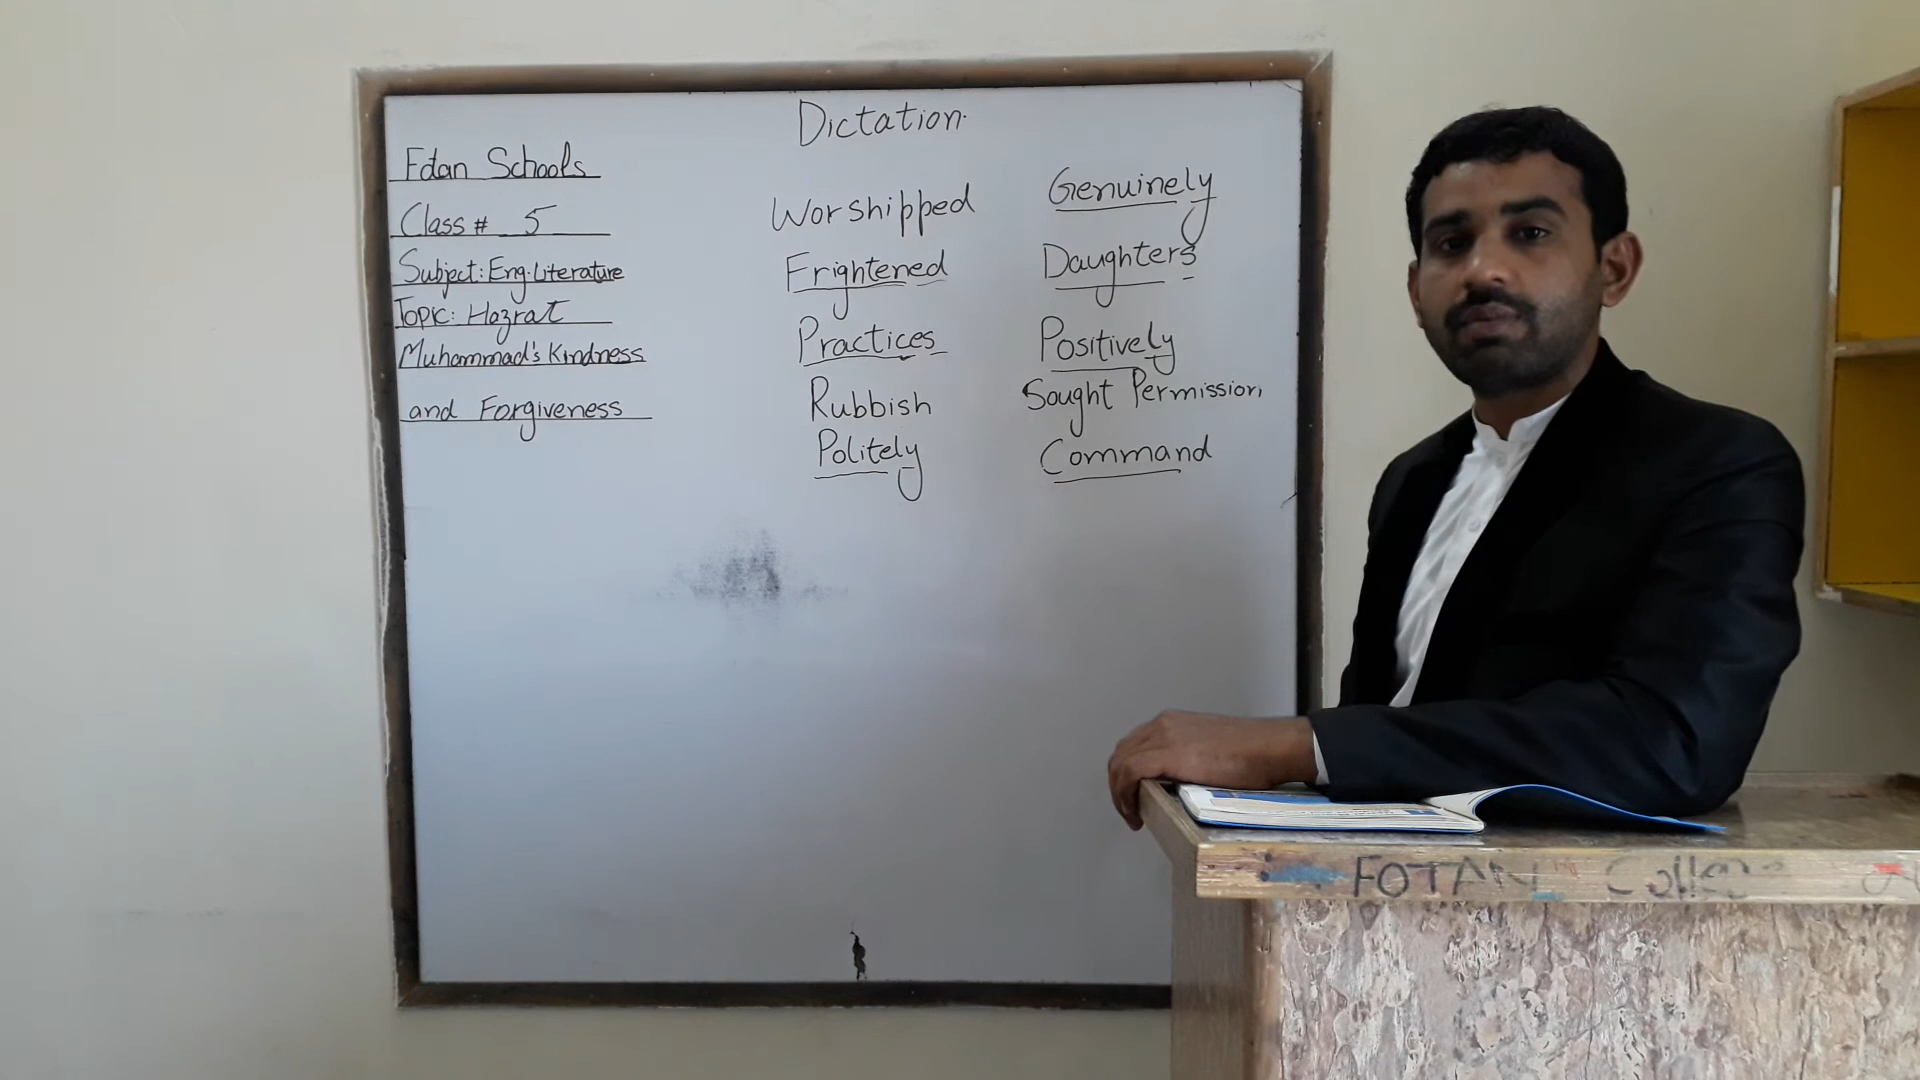 Dictation.
Fotan Schools
Class # 5
Subject: Eng. Literature
Topic: Hazrat
Muhammad's Kindness
and Forgiveness
Worshipped
Frightened
Practices
Rubbish
Politely
Genuinely
Daughters
Positively
Sought Permission,
Command
FOTAN